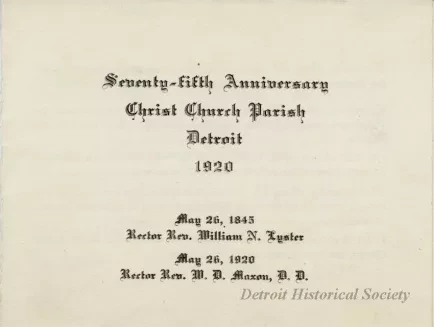 Seventy-fifth Anniversary
Christ Church Parish
Detroit
1920
May 26, 1845
Rector Rev. William N. Lyster
May 26, 1920
Rector Rev. W. D. Maxon, D. D.
Detroit Historical Society